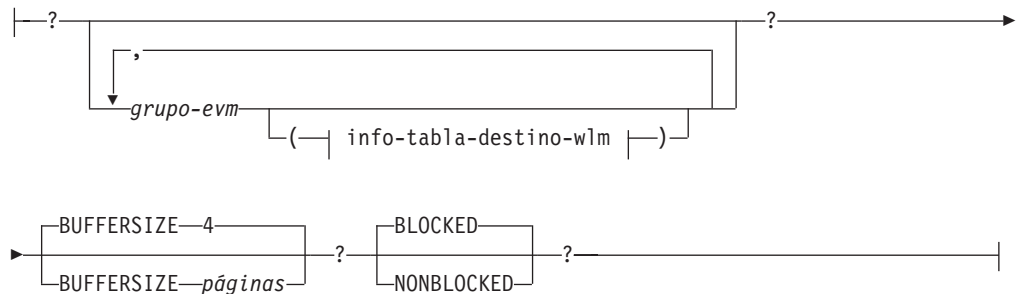 ? ?
,
grupo-evm
( info-tabla-destino-wlm )
BUFFERSIZE 4 BLOCKED
? ?
BUFFERSIZE páginas NONBLOCKED